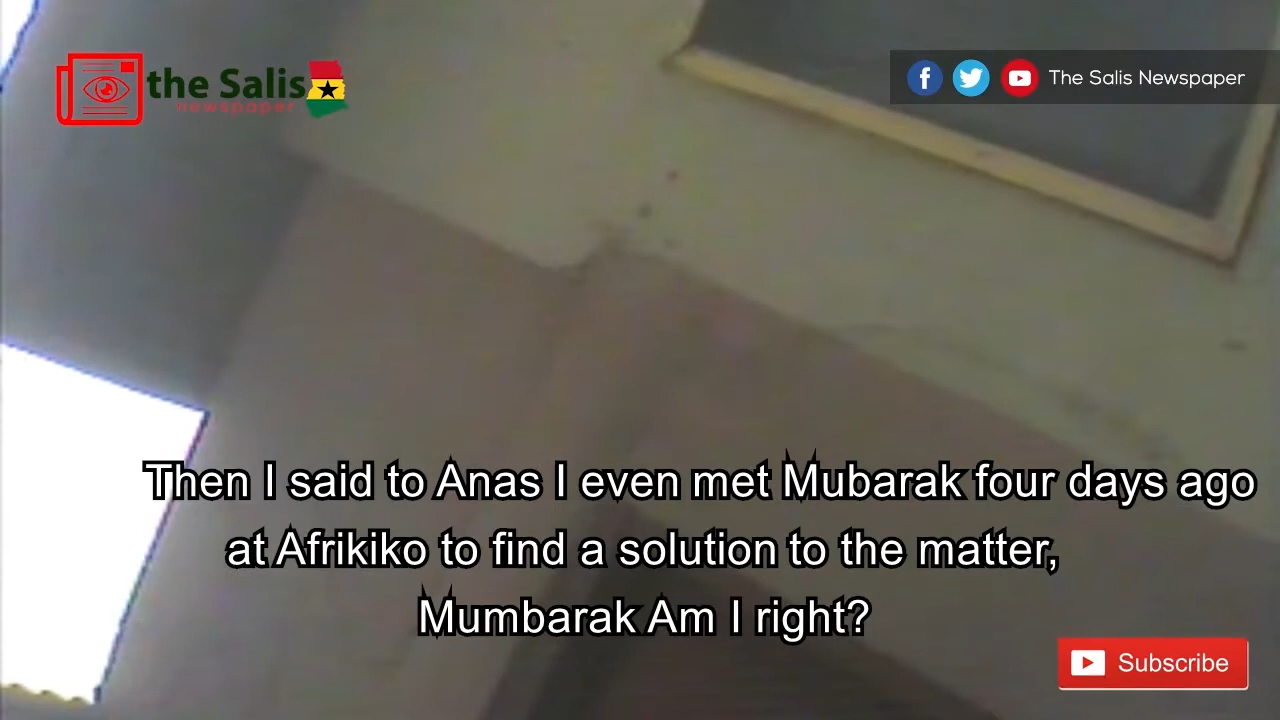 the Salis
newspaper
The Salis Newspaper
Then I said to Anas I even met Mubarak four days ago
at Afrikiko to find a solution to the matter,
Mumbarak Am I right?
Subscribe